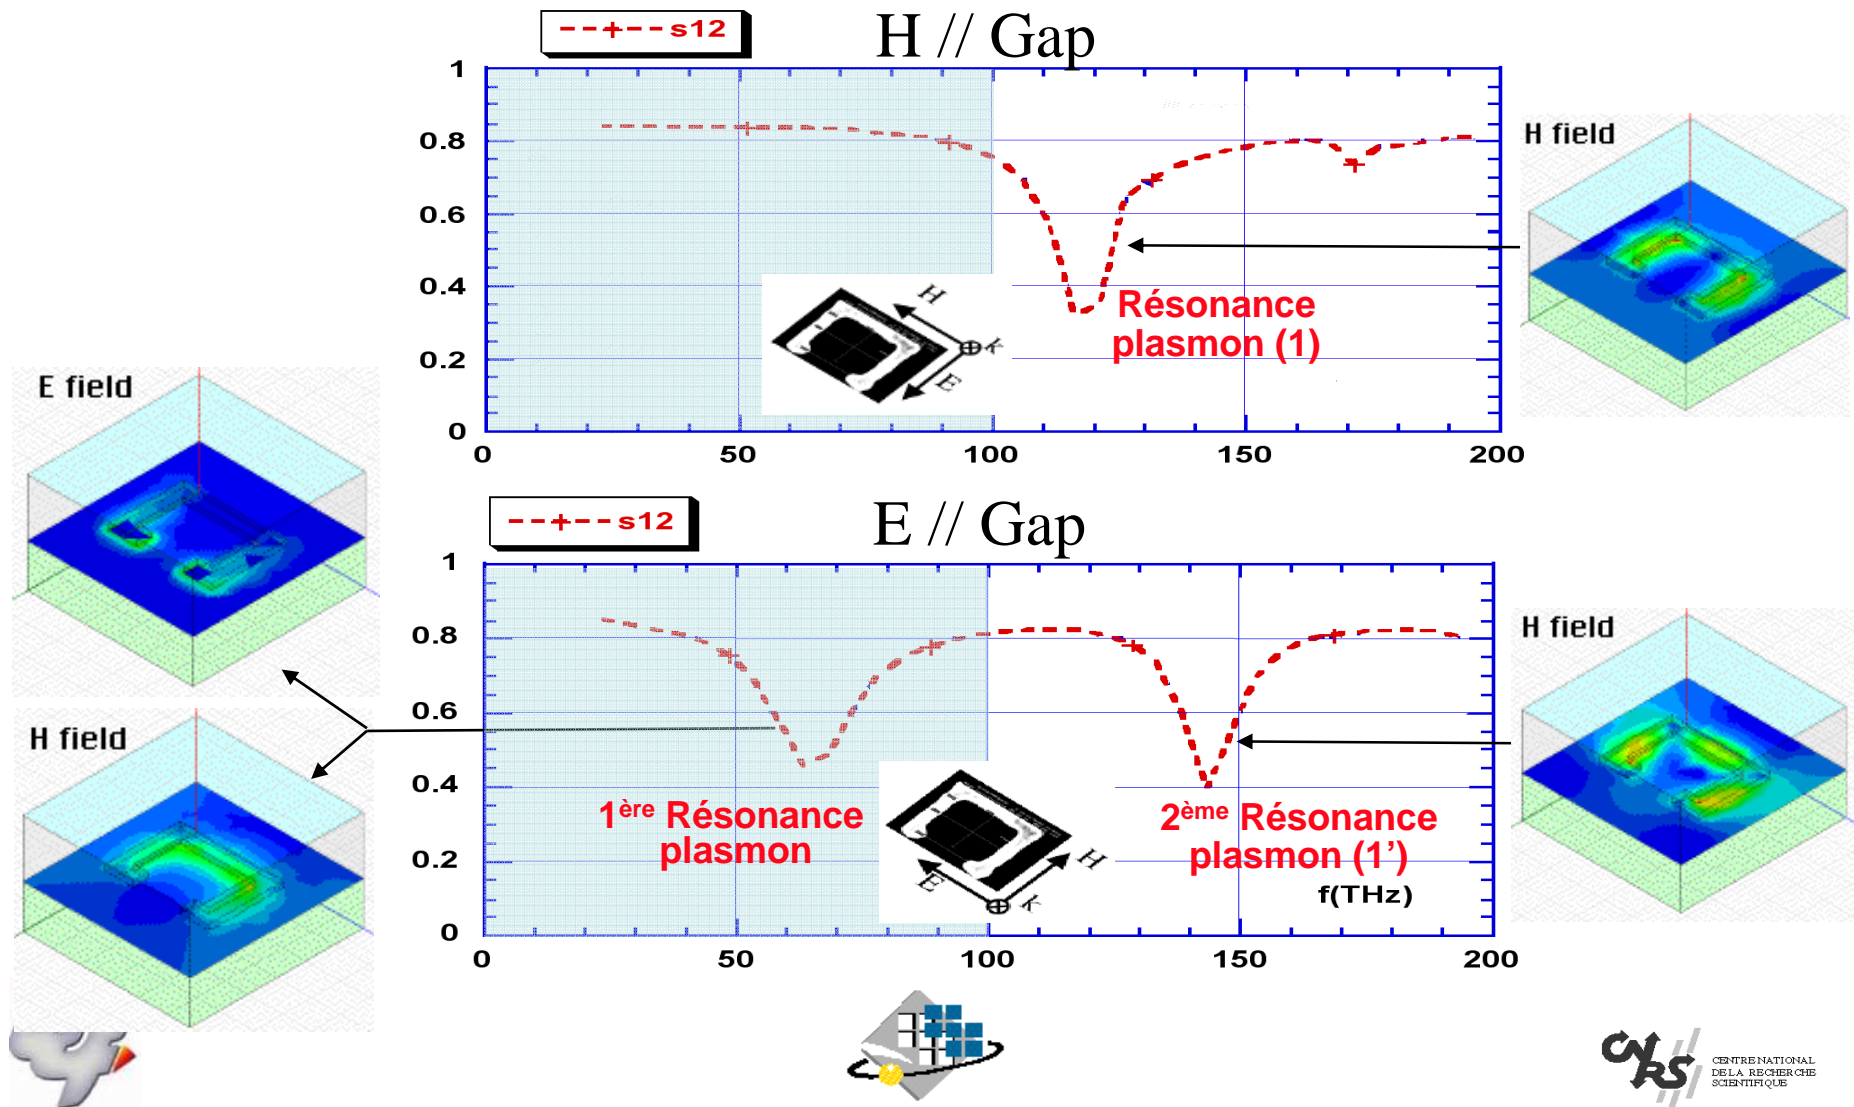 s12
H // Gap
1
0.8
0.6
0.4
0.2
0
0
50
100
150
200
H
k
E
Résonance
plasmon (1)
H field
E field
s12
E // Gap
1
0.8
0.6
0.4
0.2
0
0
50
100
150
200
1ère Résonance
plasmon
E
H
k
2ème Résonance
plasmon (1’)
f(THz)
H field
H field
CNRS
CENTRE NATIONAL
DE LA RECHERCHE
SCIENTIFIQUE